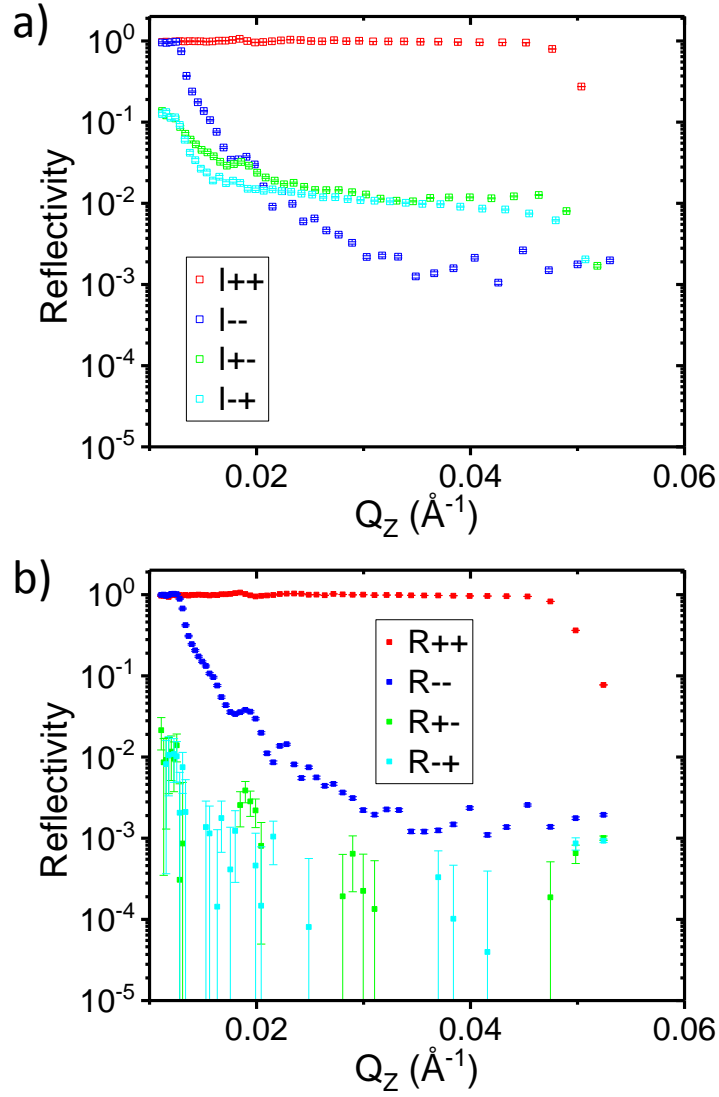 a)
Reflectivity
10^0
10^-1
10^-2
10^-3
10^-4
10^-5
I++
I--
I+-
I-+
0.02
0.04
0.06
Q_Z (Å^-1)
b)
Reflectivity
10^0
10^-1
10^-2
10^-3
10^-4
10^-5
R++
R--
R+-
R-+
0.02
0.04
0.06
Q_Z (Å^-1)